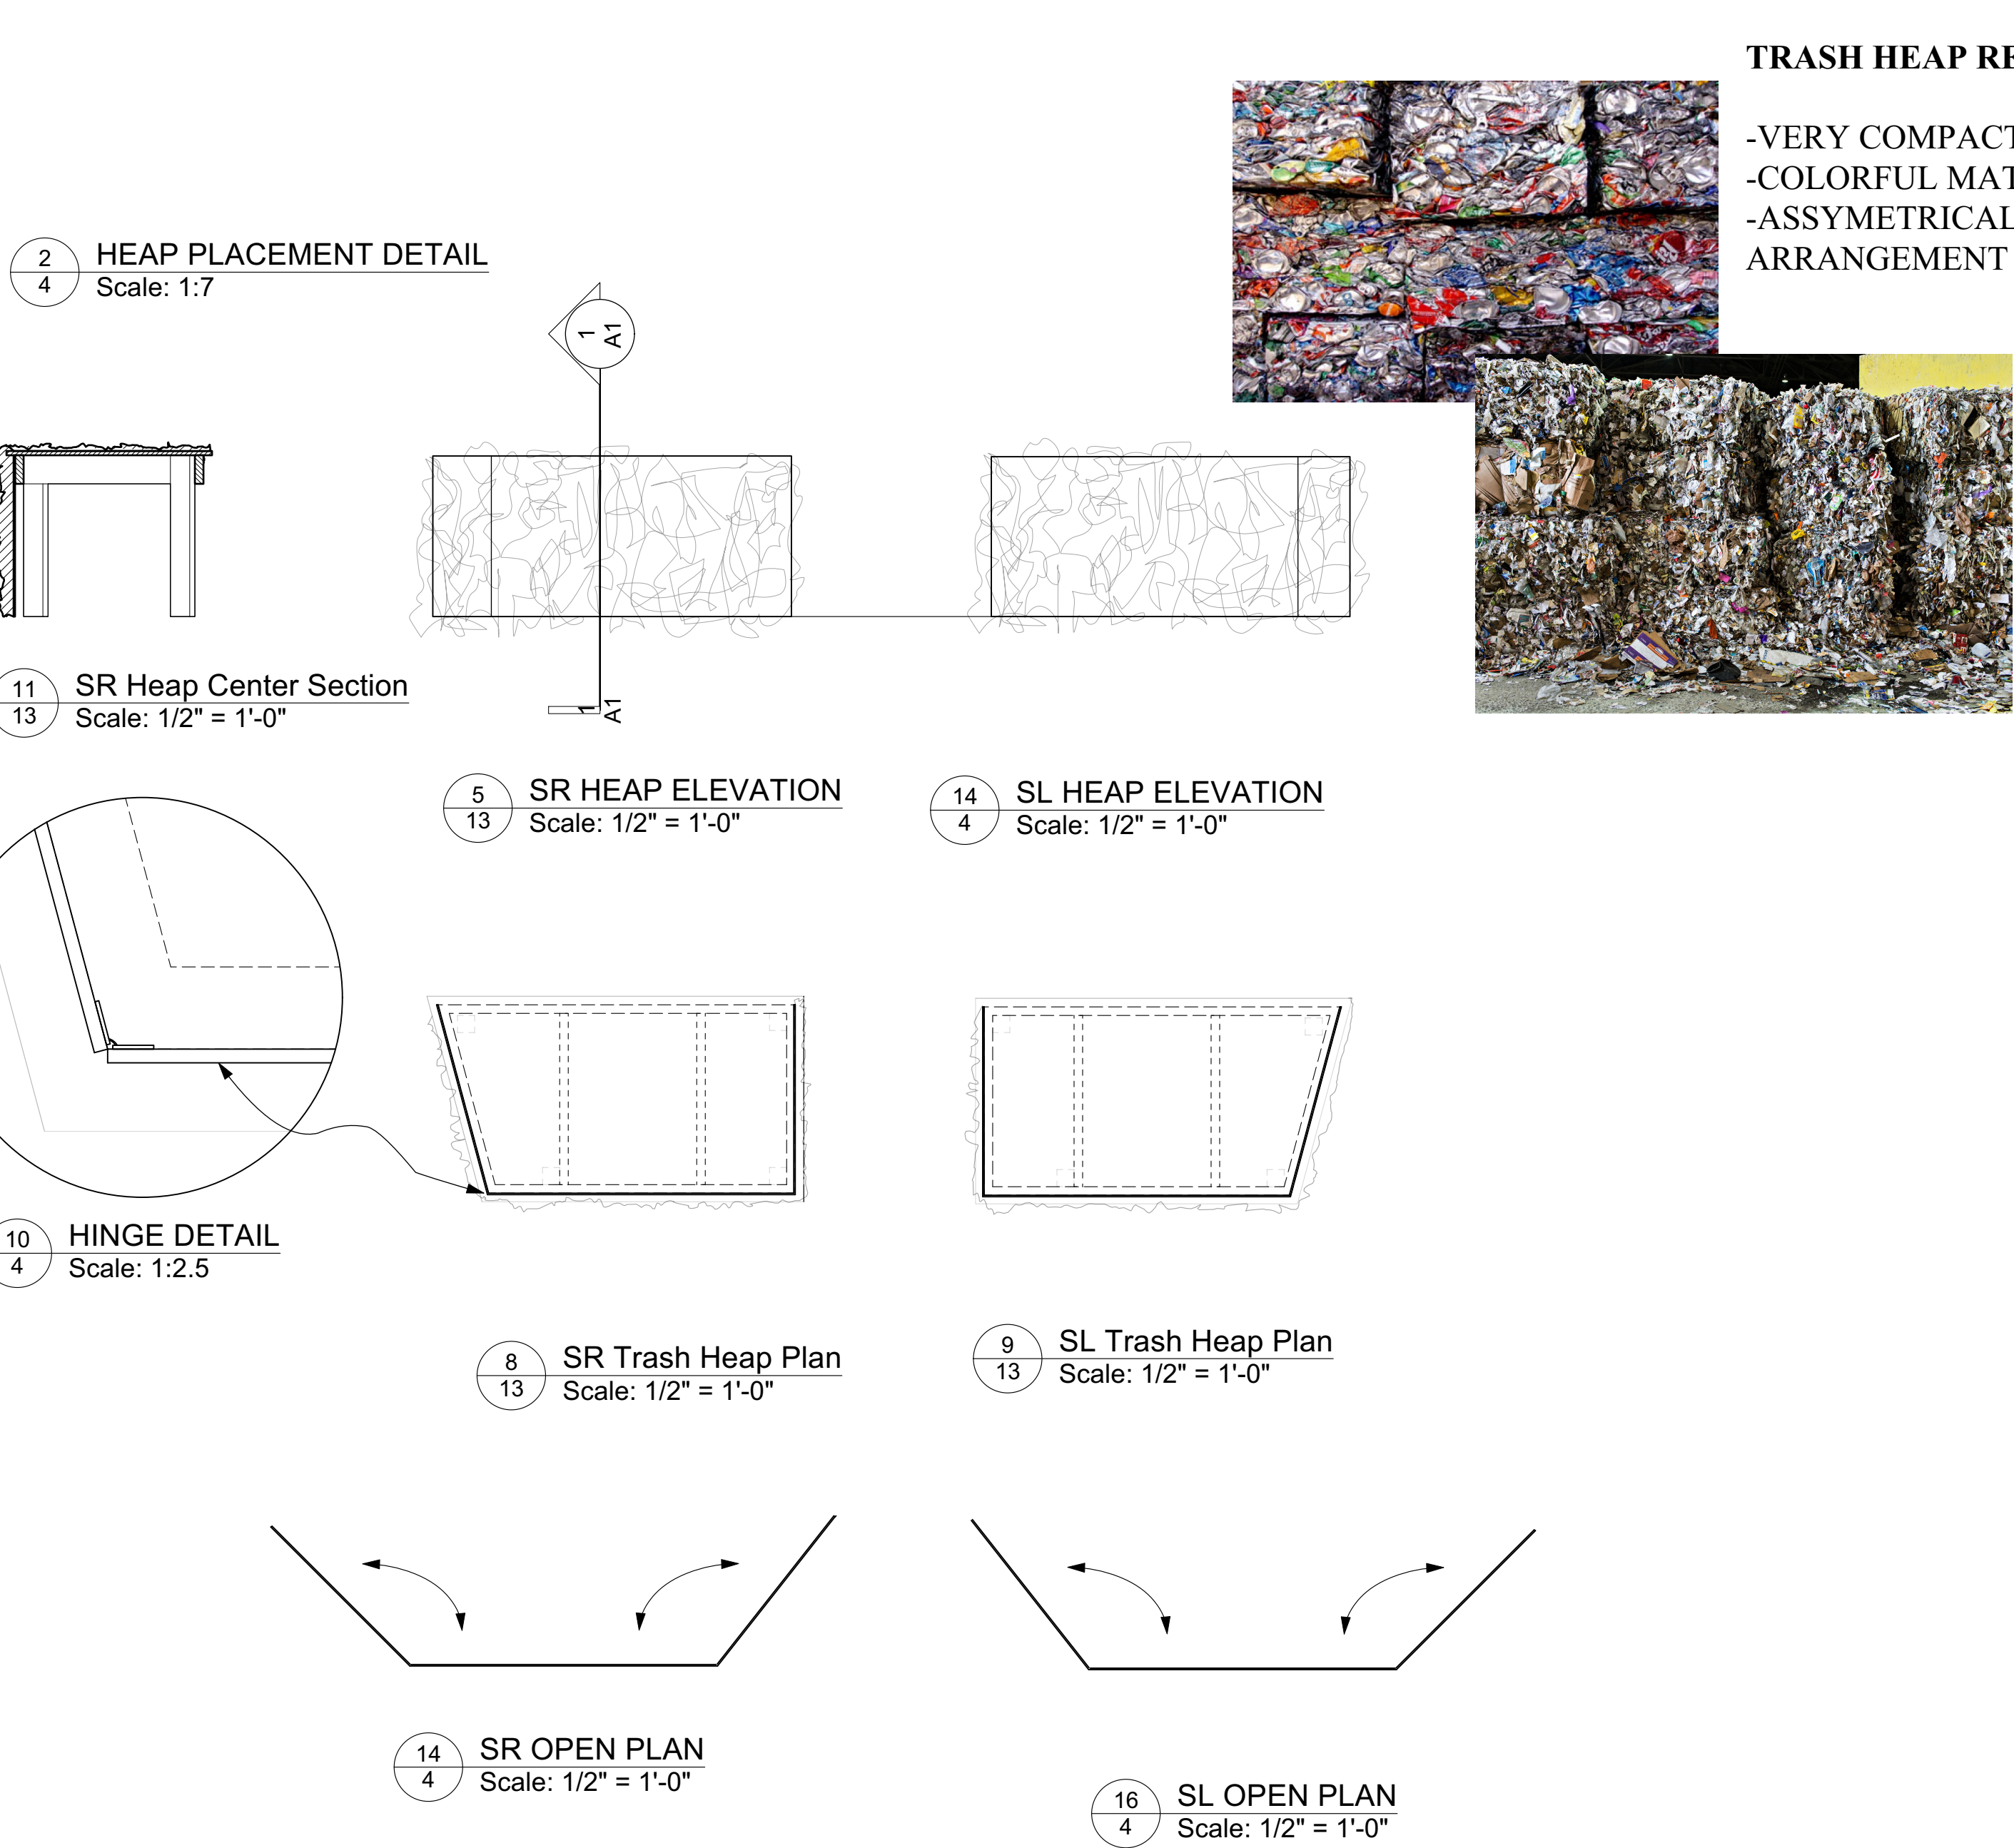 TRASH HEAP RE
-VERY COMPACT
-COLORFUL MAT
-ASSYMETRICAL
ARRANGEMENT
2
4
HEAP PLACEMENT DETAIL
Scale: 1:7
1
A1
11
13
SR Heap Center Section
Scale: 1/2" = 1'-0"
1
A1
5
13
SR HEAP ELEVATION
Scale: 1/2" = 1'-0"
14
4
SL HEAP ELEVATION
Scale: 1/2" = 1'-0"
10
4
HINGE DETAIL
Scale: 1:2.5
8
13
SR Trash Heap Plan
Scale: 1/2" = 1'-0"
9
13
SL Trash Heap Plan
Scale: 1/2" = 1'-0"
14
4
SR OPEN PLAN
Scale: 1/2" = 1'-0"
16
4
SL OPEN PLAN
Scale: 1/2" = 1'-0"